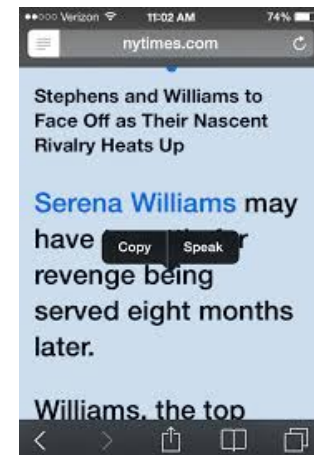 Verizon 11:02 AM 74%
nytimes.com
Stephens and Williams to
Face Off as Their Nascent
Rivalry Heats Up
Serena Williams may
have
Copy Speak
revenge being
served eight months
later.
Williams, the top